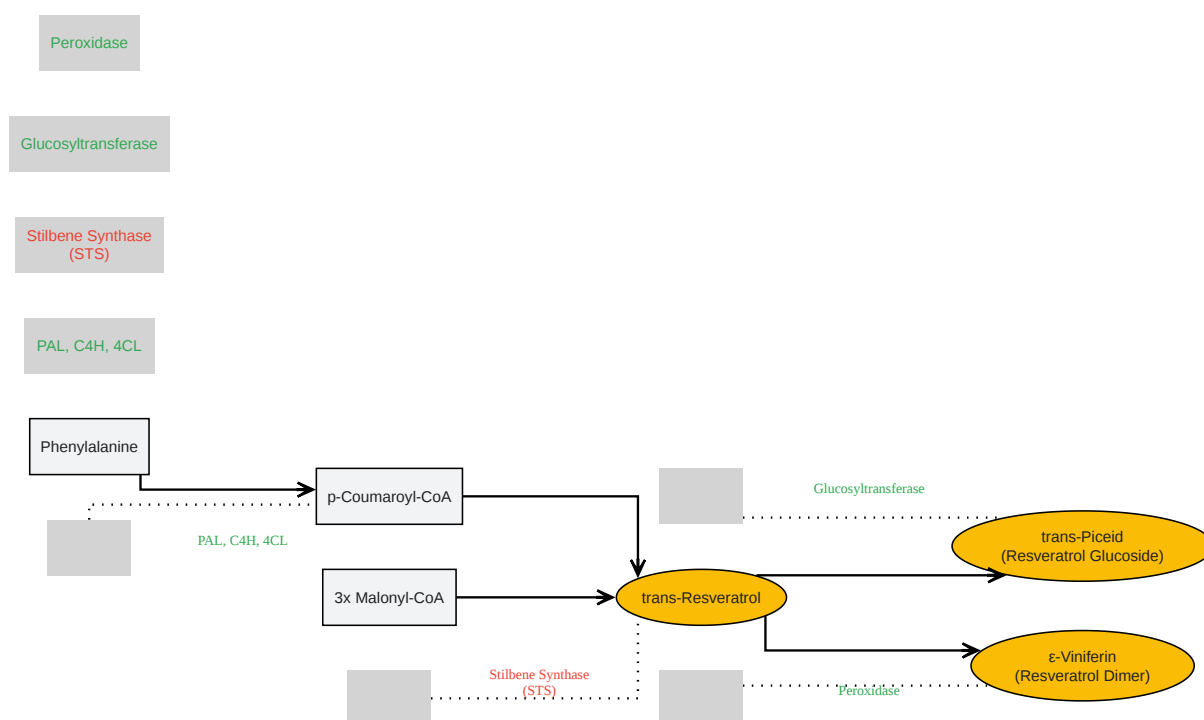 Peroxidase
Glucosyltransferase
Stilbene Synthase
(STS)
PAL, C4H, 4CL
Phenylalanine
p-Coumaroyl-CoA
PAL, C4H, 4CL
Glucosyltransferase
trans-Piceid
(Resveratrol Glucoside)
3x Malonyl-CoA
trans-Resveratrol
ε-Viniferin
(Resveratrol Dimer)
Stilbene Synthase
(STS)
Peroxidase